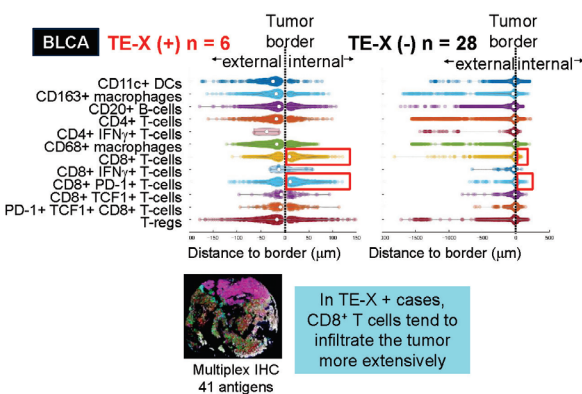 BLCA
TE-X (+) n = 6
Tumor
border
←external internal→
TE-X (-) n = 28
Tumor
border
←external internal→
CD11c+ DCs
CD163+ macrophages
CD20+ B-cells
CD4+ T-cells
CD4+ IFNγ+ T-cells
CD68+ macrophages
CD8+ T-cells
CD8+ IFNγ+ T-cells
CD8+ PD-1+ T-cells
CD8+ TCF1+ T-cells
PD-1+ TCF1+ CD8+ T-cells
T-regs
-100 -50 0 50 100 150
-1500 -1000 -500 0 500
Distance to border (μm)
Distance to border (μm)
Multiplex IHC
41 antigens
In TE-X + cases,
CD8+ T cells tend to
infiltrate the tumor
more extensively